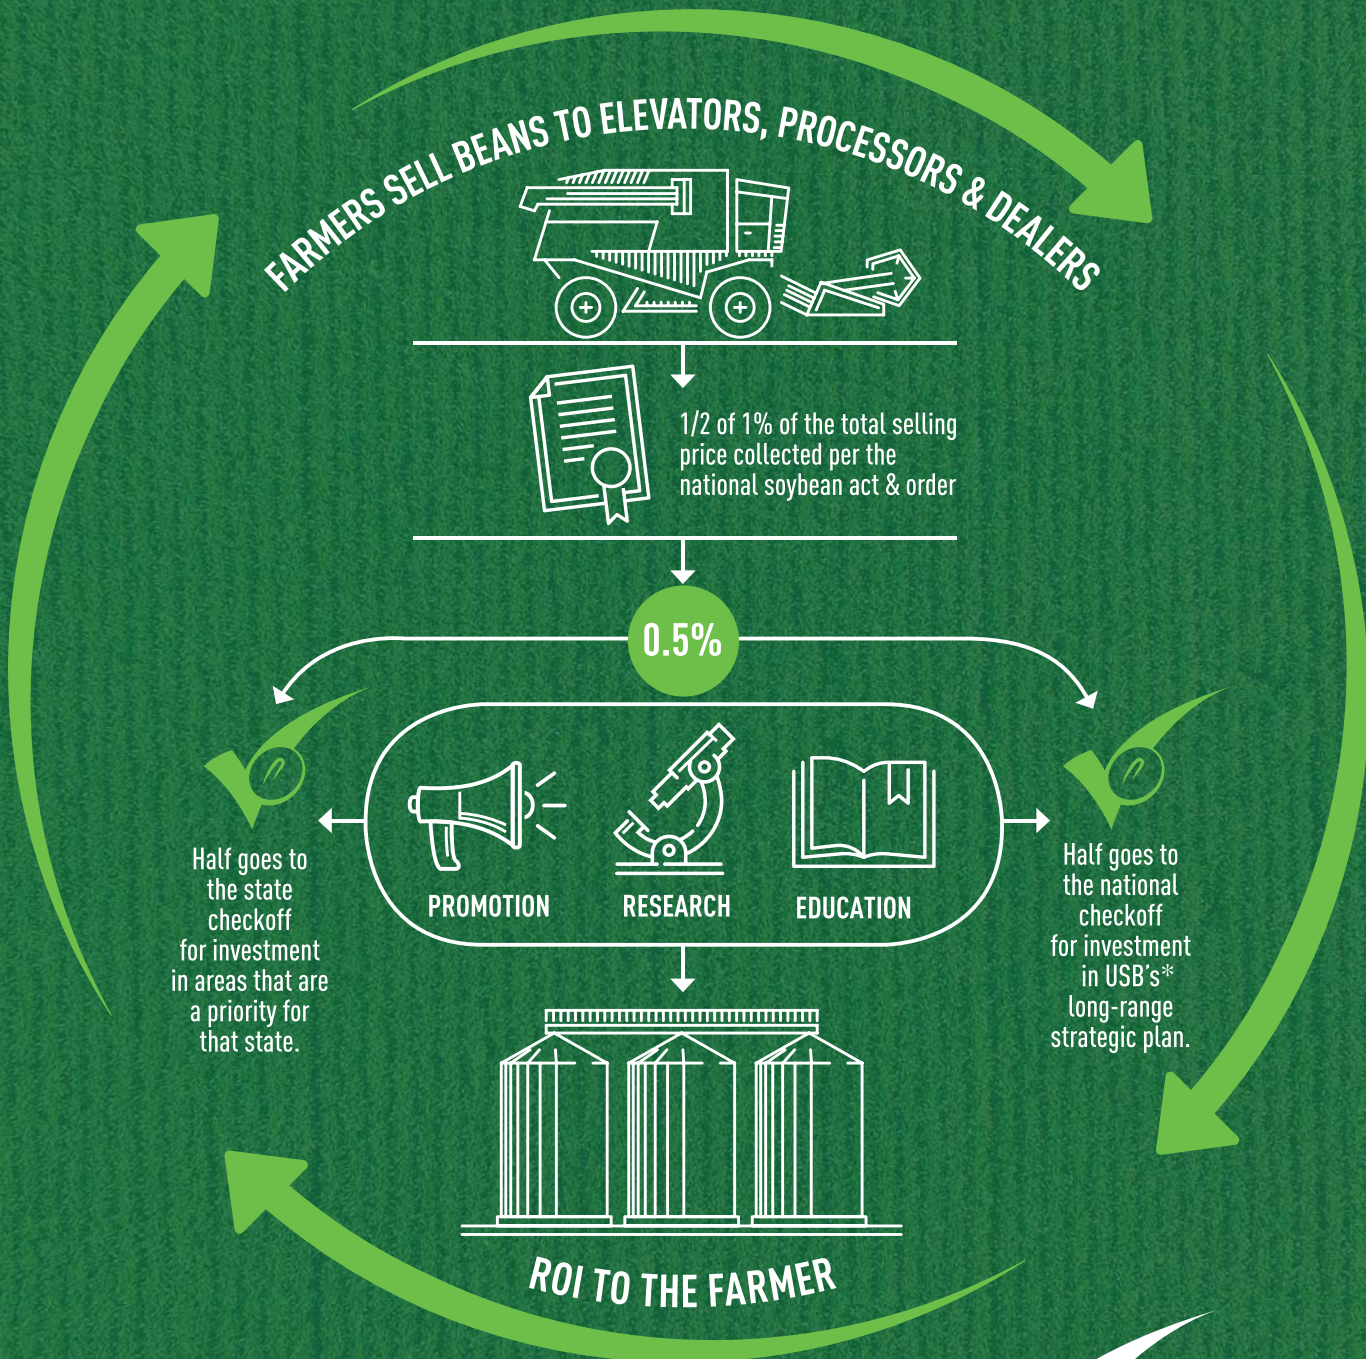 FARMERS SELL BEANS TO ELEVATORS, PROCESSORS & DEALERS
1/2 of 1% of the total selling
price collected per the
national soybean act & order
0.5%
PROMOTION
RESEARCH
EDUCATION
Half goes to
the state
checkoff
for investment
in areas that are
a priority for
that state.
Half goes to
the national
checkoff
for investment
in USB's*
long-range
strategic plan.
ROI TO THE FARMER